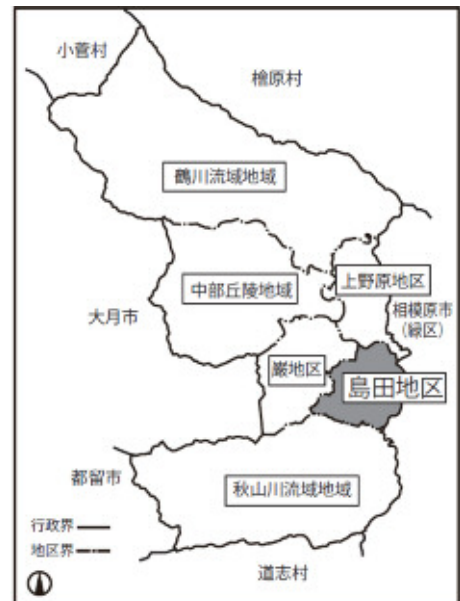 小菅村
檜原村
鶴川流域地域
上野原地区
中部丘陵地域
相模原市
(緑区)
大月市
巌地区
島田地区
都留市
秋山川流域地域
行政界
地区界
道志村